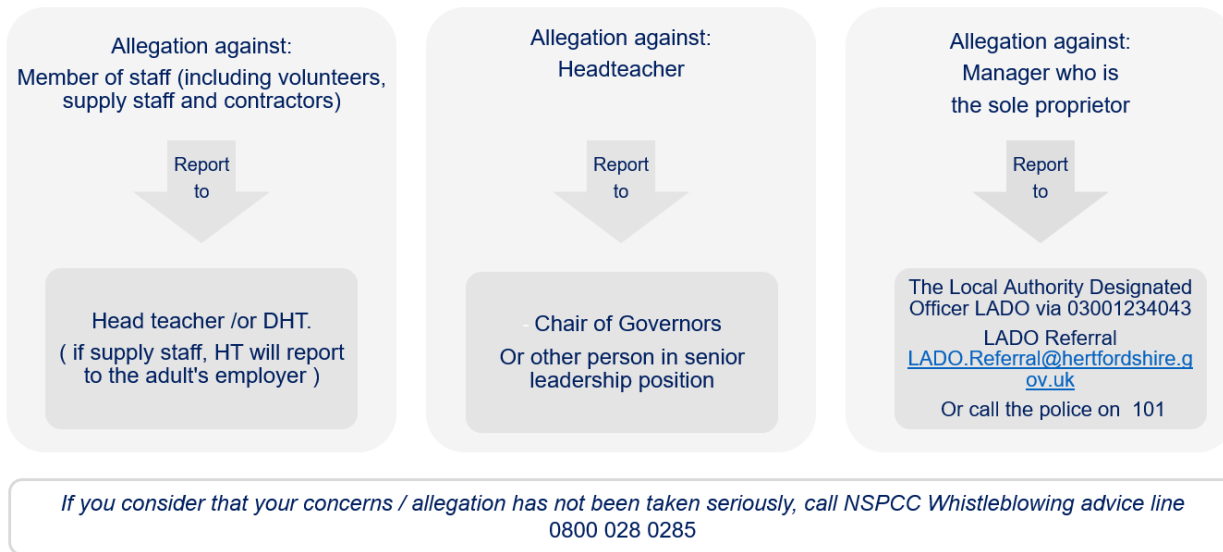 Allegation against:
Member of staff (including volunteers,
supply staff and contractors)
Report
to
Head teacher /or DHT.
( if supply staff, HT will report
to the adult's employer )
Allegation against:
Headteacher
Report
to
- Chair of Governors
Or other person in senior
leadership position
Allegation against:
Manager who is
the sole proprietor
Report
to
The Local Authority Designated
Officer LADO via 03001234043
LADO Referral
LADO.Referral@hertfordshire.g
ov.uk
Or call the police on 101
If you consider that your concerns / allegation has not been taken seriously, call NSPCC Whistleblowing advice line
0800 028 0285